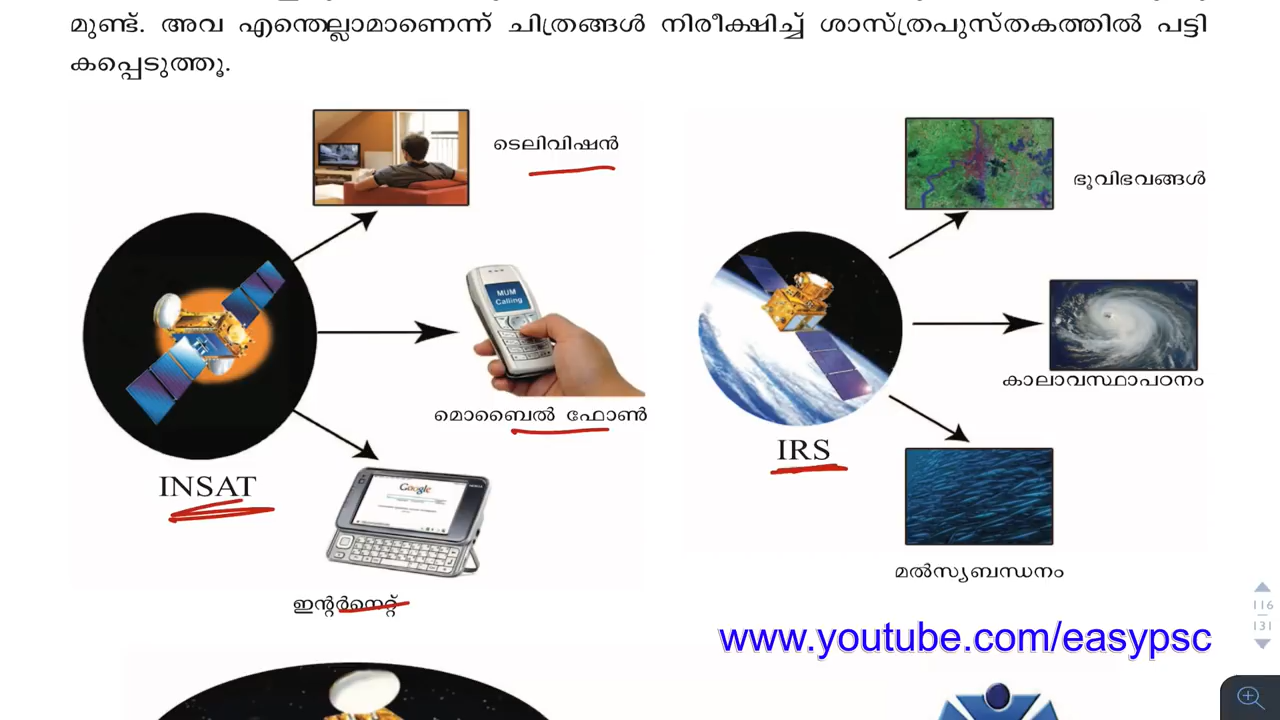 മുണ്ട്. അവ എന്തെല്ലാമാണെന്ന് ചിത്രങ്ങൾ നിരീക്ഷിച്ച് ശാസ്ത്രപുസ്തകത്തിൽ പട്ടി
കപ്പെടുത്തൂ.
ടെലിവിഷൻ
ഭൂവിഭവങ്ങൾ
MUM
Calling
കാലാവസ്ഥാപഠനം
മൊബൈൽ ഫോൺ
IRS
INSAT
Google
മൽസ്യബന്ധനം
ഇന്റർനെറ്റ്
116
131
www.youtube.com/easypsc